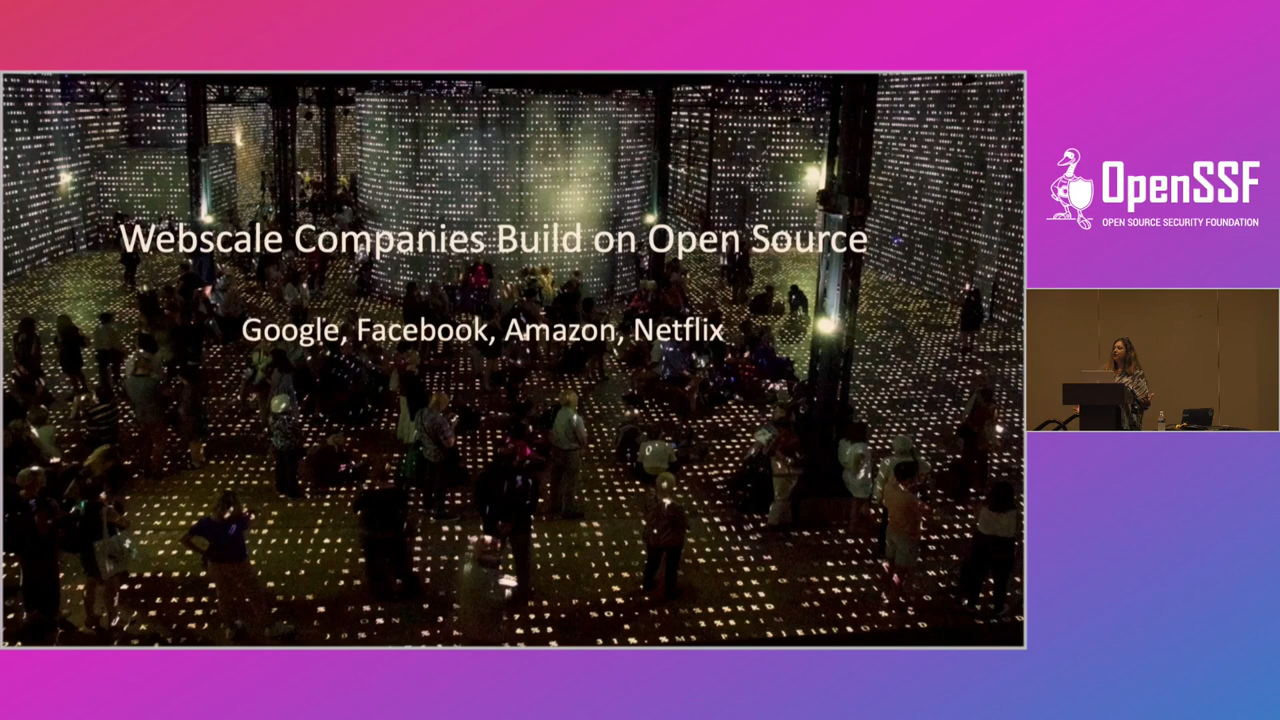 Webscale Companies Build on Open Source
Google, Facebook, Amazon, Netflix
OpenSSF
OPEN SOURCE SECURITY FOUNDATION